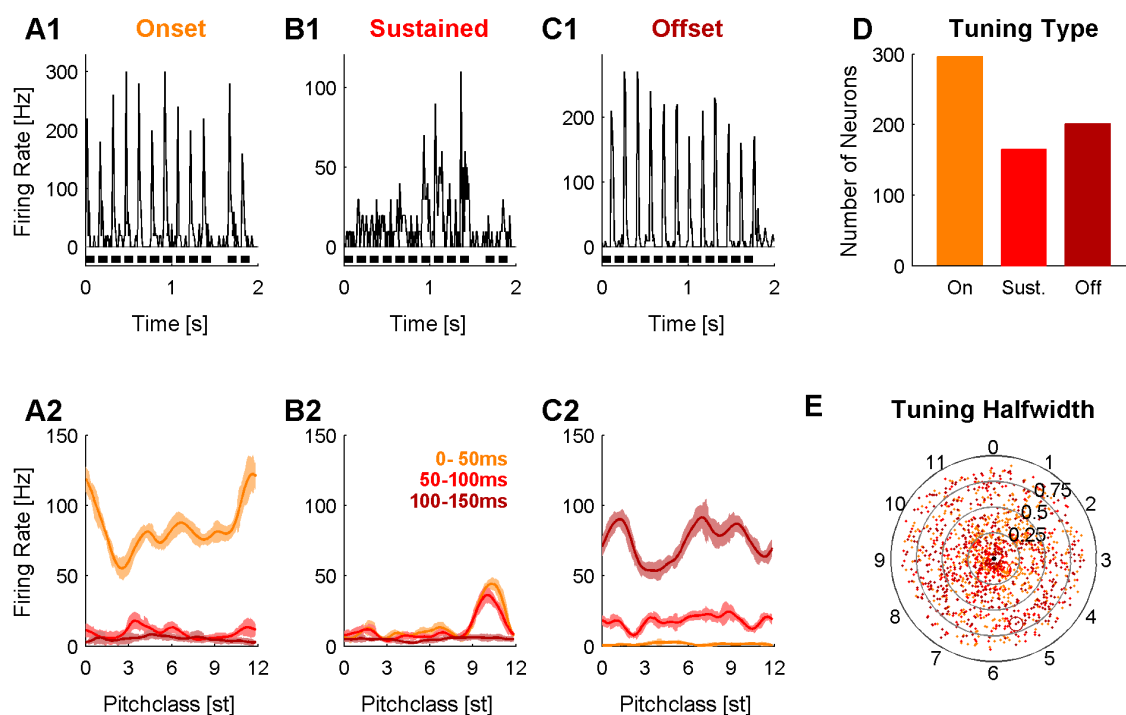 A1 Onset
Firing Rate [Hz]
300
200
100
0
0 1 2
Time [s]
B1 Sustained
100
50
0
0 1 2
Time [s]
C1 Offset
200
100
0
0 1 2
Time [s]
D Tuning Type
Number of Neurons
300
200
100
0
On Sust. Off
A2
Firing Rate [Hz]
150
100
50
0
0 3 6 9 12
Pitchclass [st]
B2
150
100
50
0
0- 50ms
50-100ms
100-150ms
0 3 6 9 12
Pitchclass [st]
C2
150
100
50
0
0 3 6 9 12
Pitchclass [st]
E Tuning Halfwidth
0
1
2
3
4
5
6
7
8
9
10
11
0.75
0.5
0.25